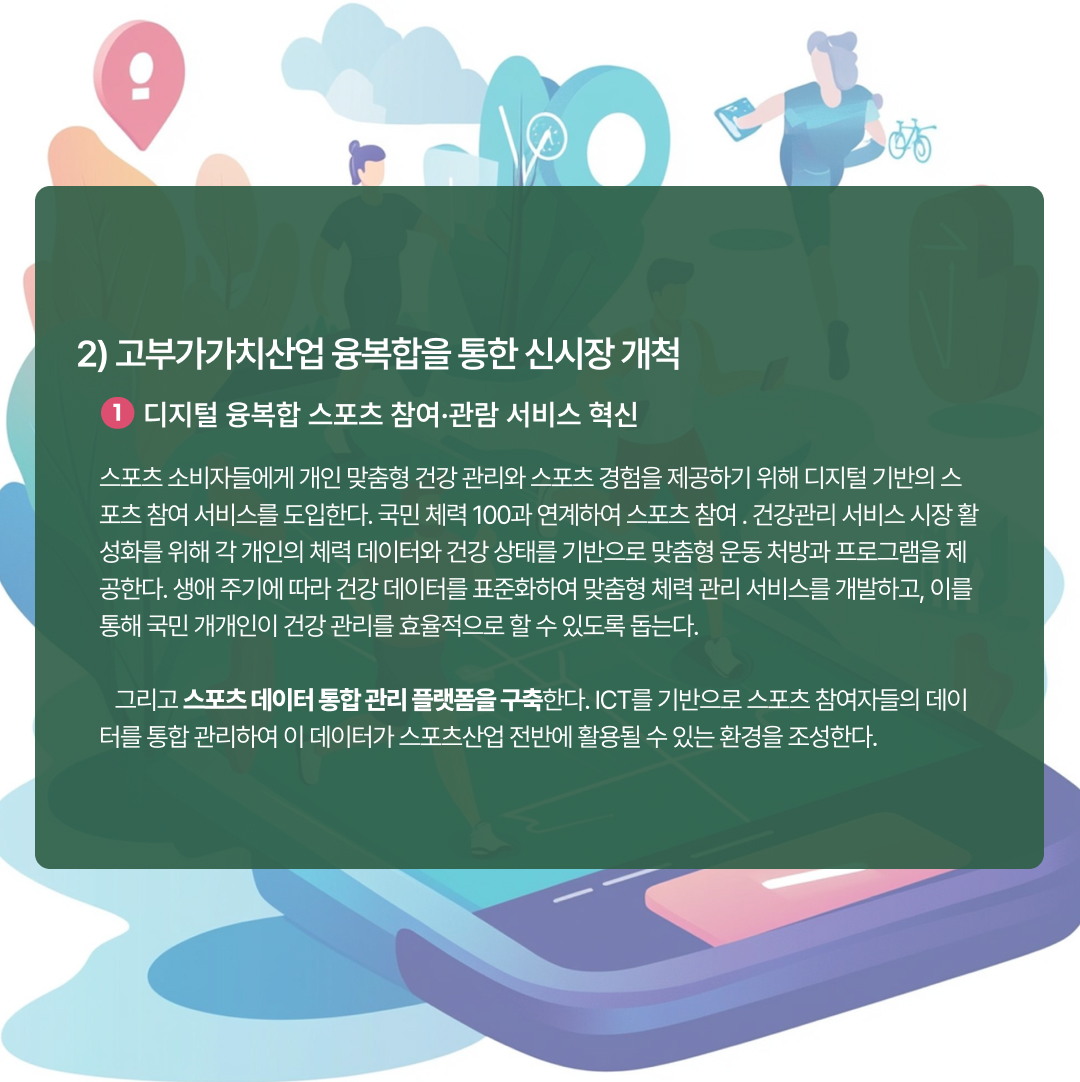 2) 고부가가치산업 융복합을 통한 신시장 개척
1 디지털 융복합 스포츠 참여·관람 서비스 혁신
스포츠 소비자들에게 개인 맞춤형 건강 관리와 스포츠 경험을 제공하기 위해 디지털 기반의 스
포츠 참여 서비스를 도입한다. 국민 체력 100과 연계하여 스포츠 참여 . 건강관리 서비스 시장 활
성화를 위해 각 개인의 체력 데이터와 건강 상태를 기반으로 맞춤형 운동 처방과 프로그램을 제
공한다. 생애 주기에 따라 건강 데이터를 표준화하여 맞춤형 체력 관리 서비스를 개발하고, 이를
통해 국민 개개인이 건강 관리를 효율적으로 할 수 있도록 돕는다.
그리고 스포츠 데이터 통합 관리 플랫폼을 구축한다. ICT를 기반으로 스포츠 참여자들의 데이
터를 통합 관리하여 이 데이터가 스포츠산업 전반에 활용될 수 있는 환경을 조성한다.